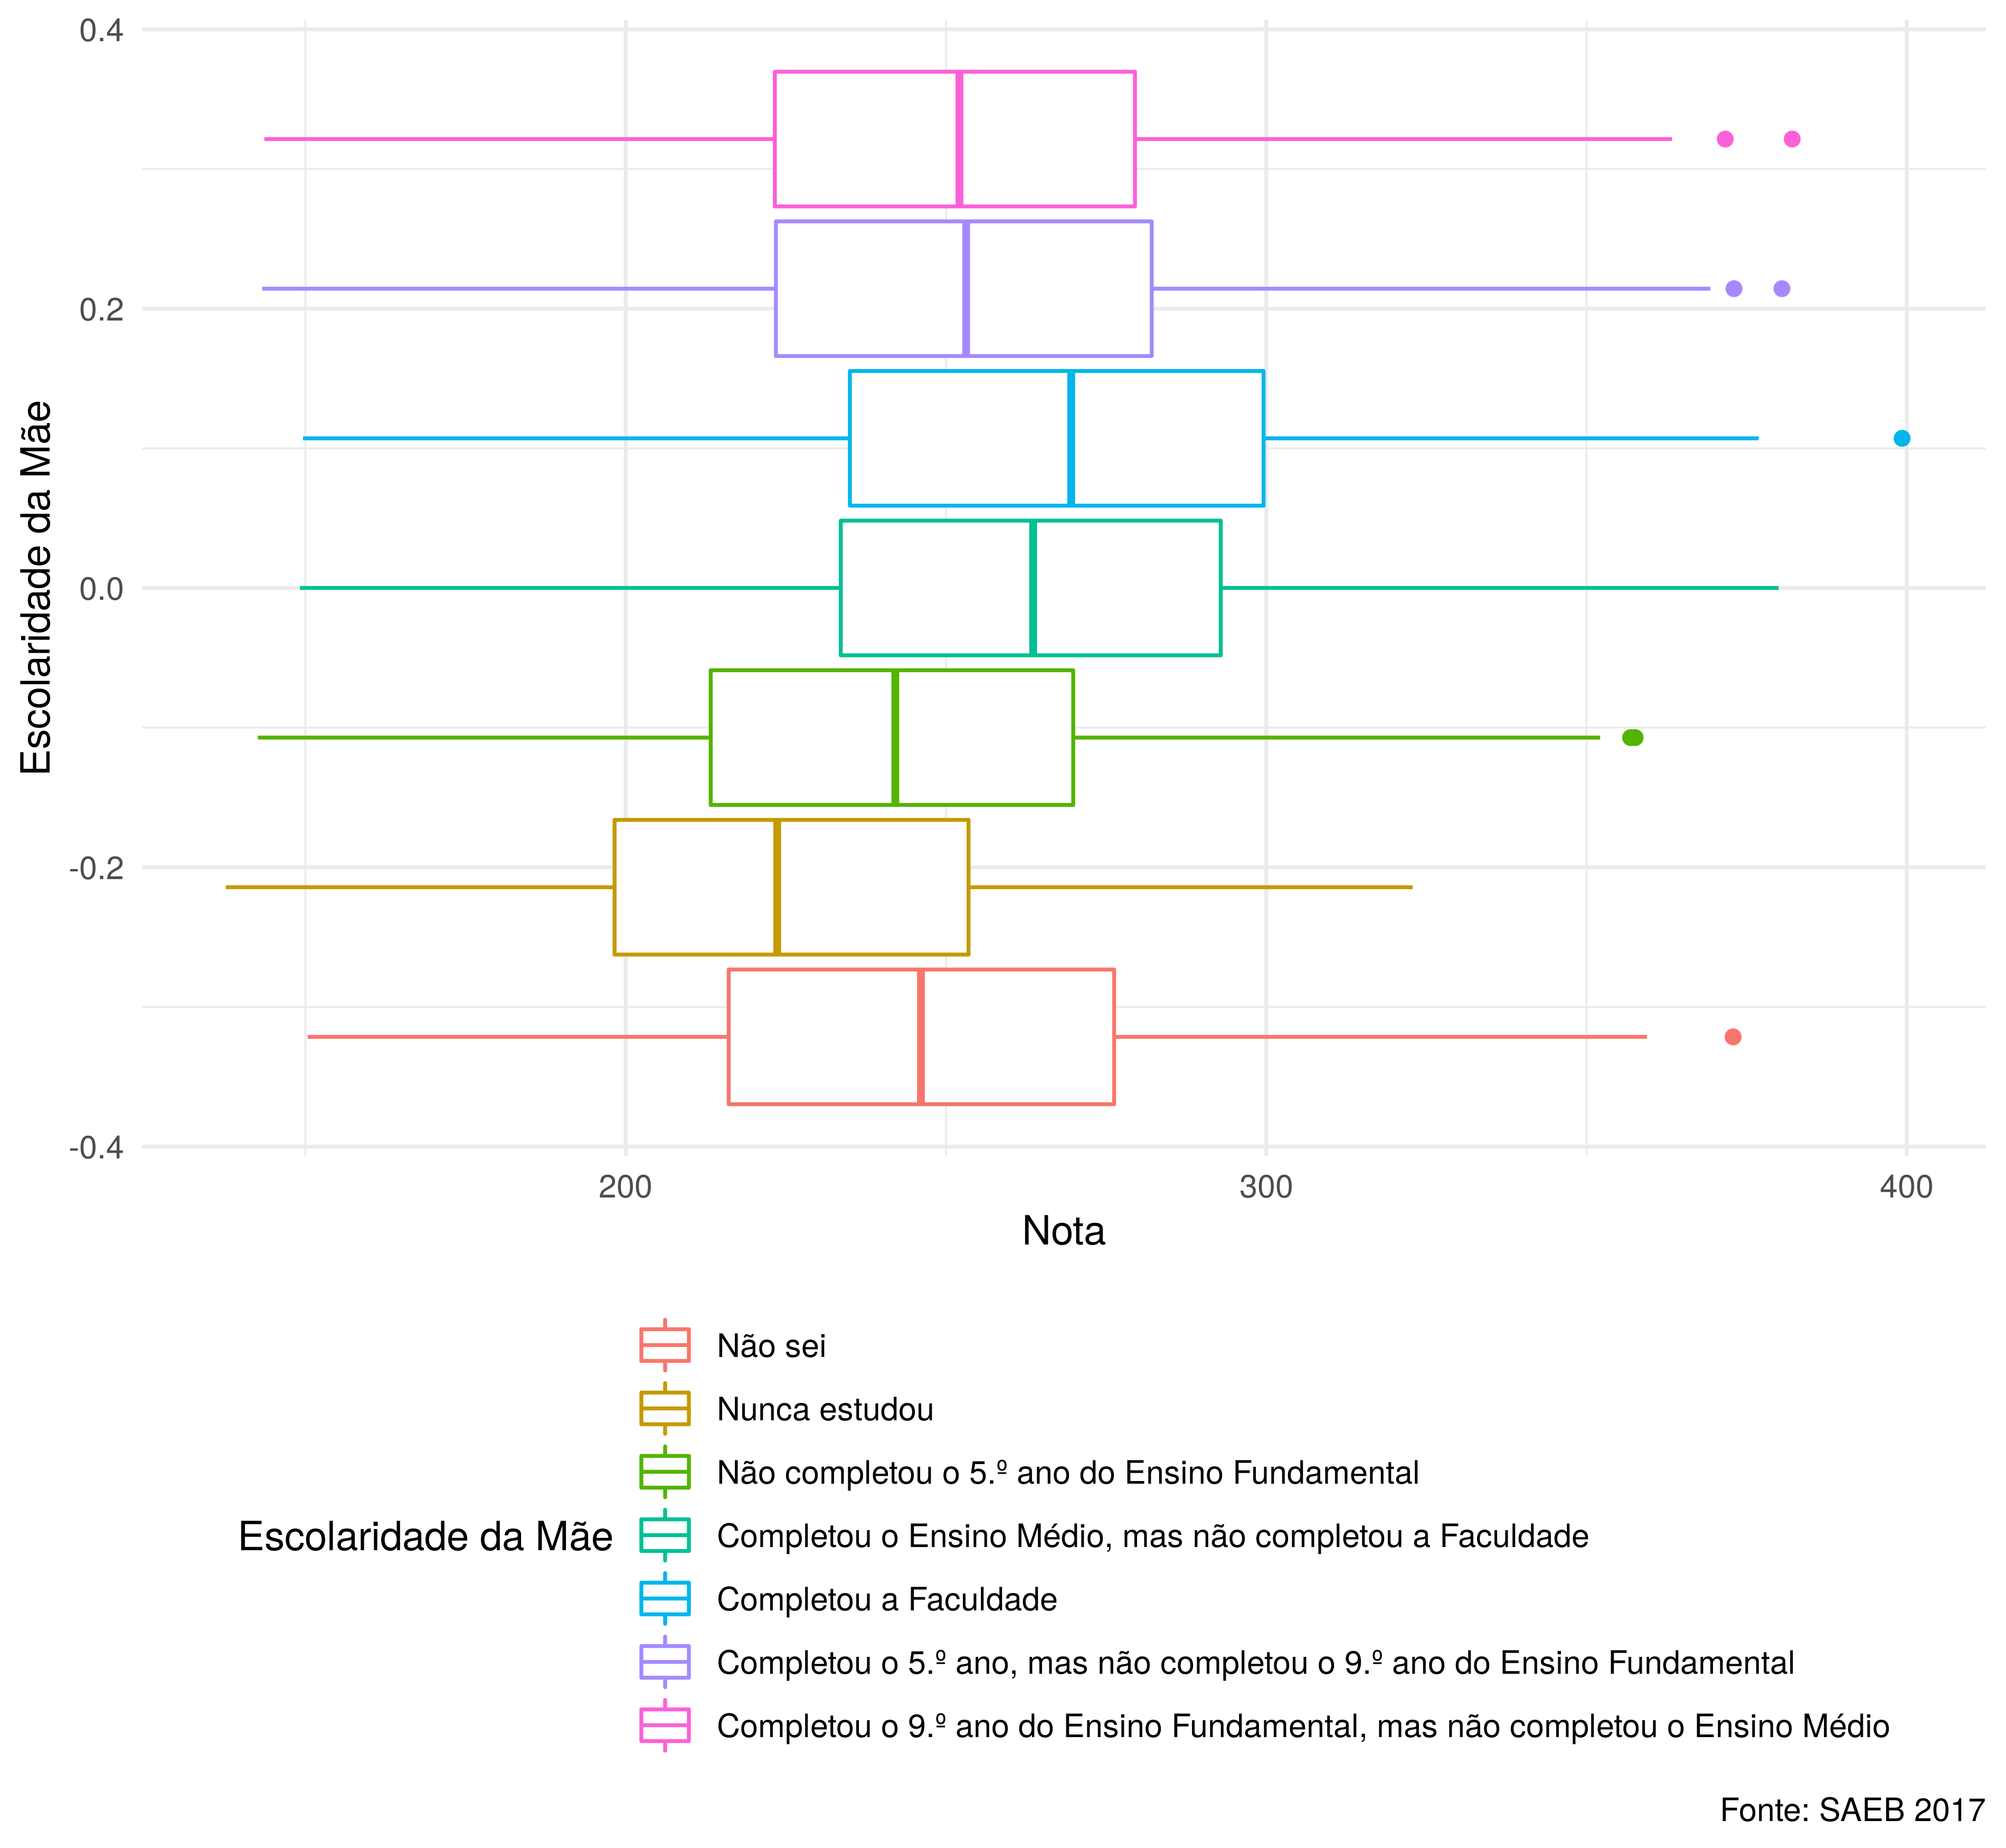 0.4
0.2
0.0
-0.2
-0.4
Escolaridade da Mãe
200 300 400
Nota
Escolaridade da Mãe
Não sei
Nunca estudou
Não completou o 5.º ano do Ensino Fundamental
Completou o Ensino Médio, mas não completou a Faculdade
Completou a Faculdade
Completou o 5.º ano, mas não completou o 9.º ano do Ensino Fundamental
Completou o 9.º ano do Ensino Fundamental, mas não completou o Ensino Médio
Fonte: SAEB 2017